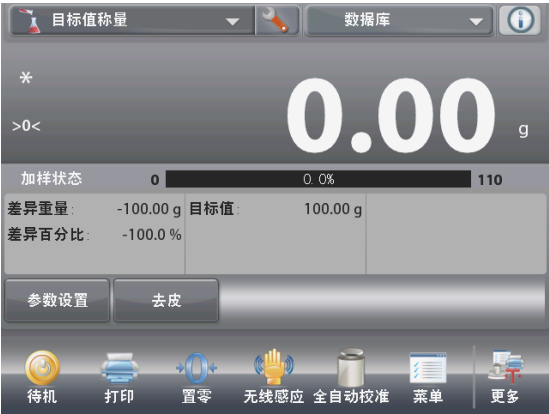 目标值称量 数据库
*
>0<
0.00 g
加样状态 0 0.0% 110
差异重量: -100.00 g 目标值: 100.00 g
差异百分比: -100.0 %
参数设置 去皮
待机 打印 置零 无线感应 全自动校准 菜单 更多